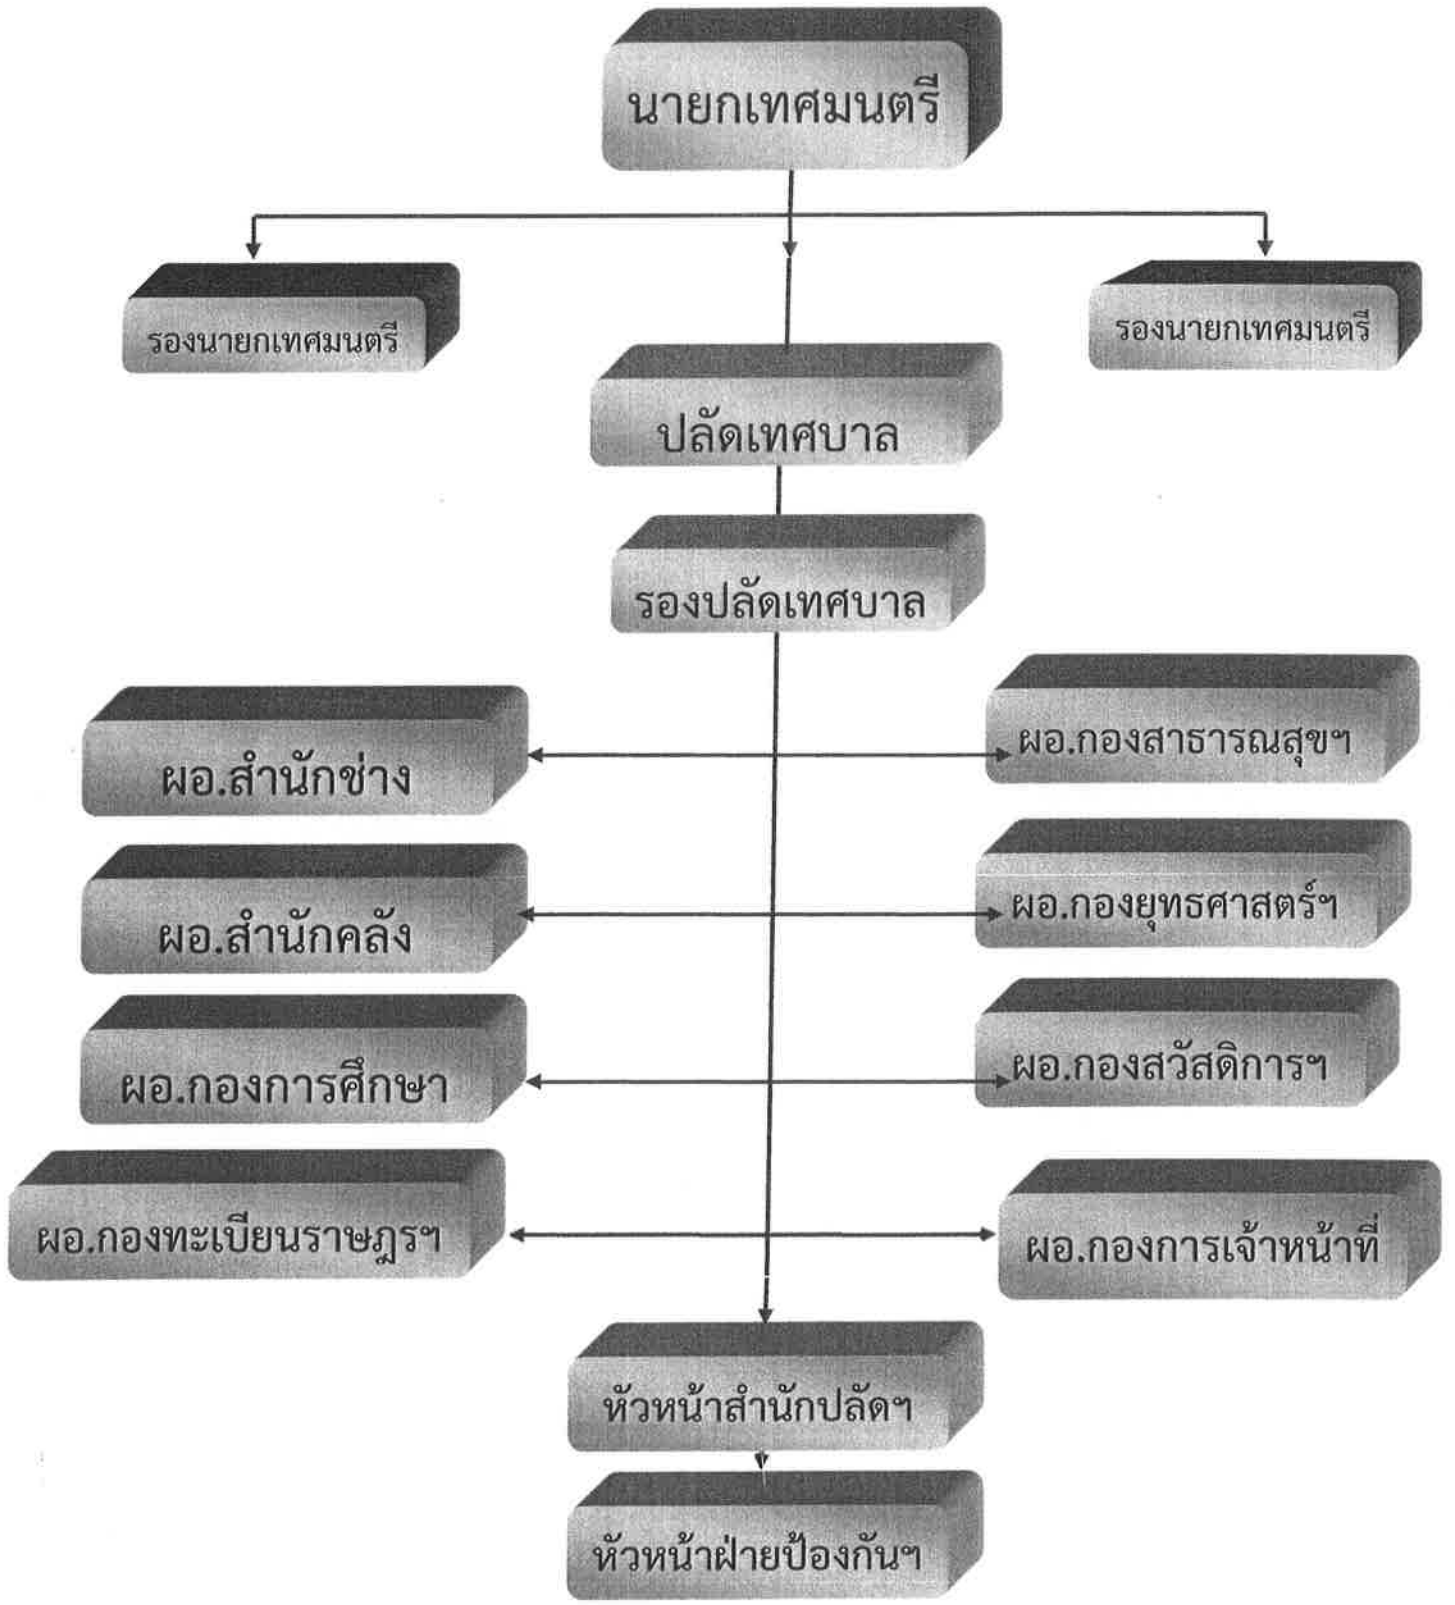 นายกเทศมนตรี
รองนายกเทศมนตรี
รองนายกเทศมนตรี
ปลัดเทศบาล
รองปลัดเทศบาล
ผอ.สำนักช่าง
ผอ.กองสาธารณสุขฯ
ผอ.สำนักคลัง
ผอ.กองยุทธศาสตร์ฯ
ผอ.กองการศึกษา
ผอ.กองสวัสดิการฯ
ผอ.กองทะเบียนราษฎรฯ
ผอ.กองการเจ้าหน้าที่
หัวหน้าสำนักปลัดฯ
หัวหน้าฝ่ายป้องกันฯ